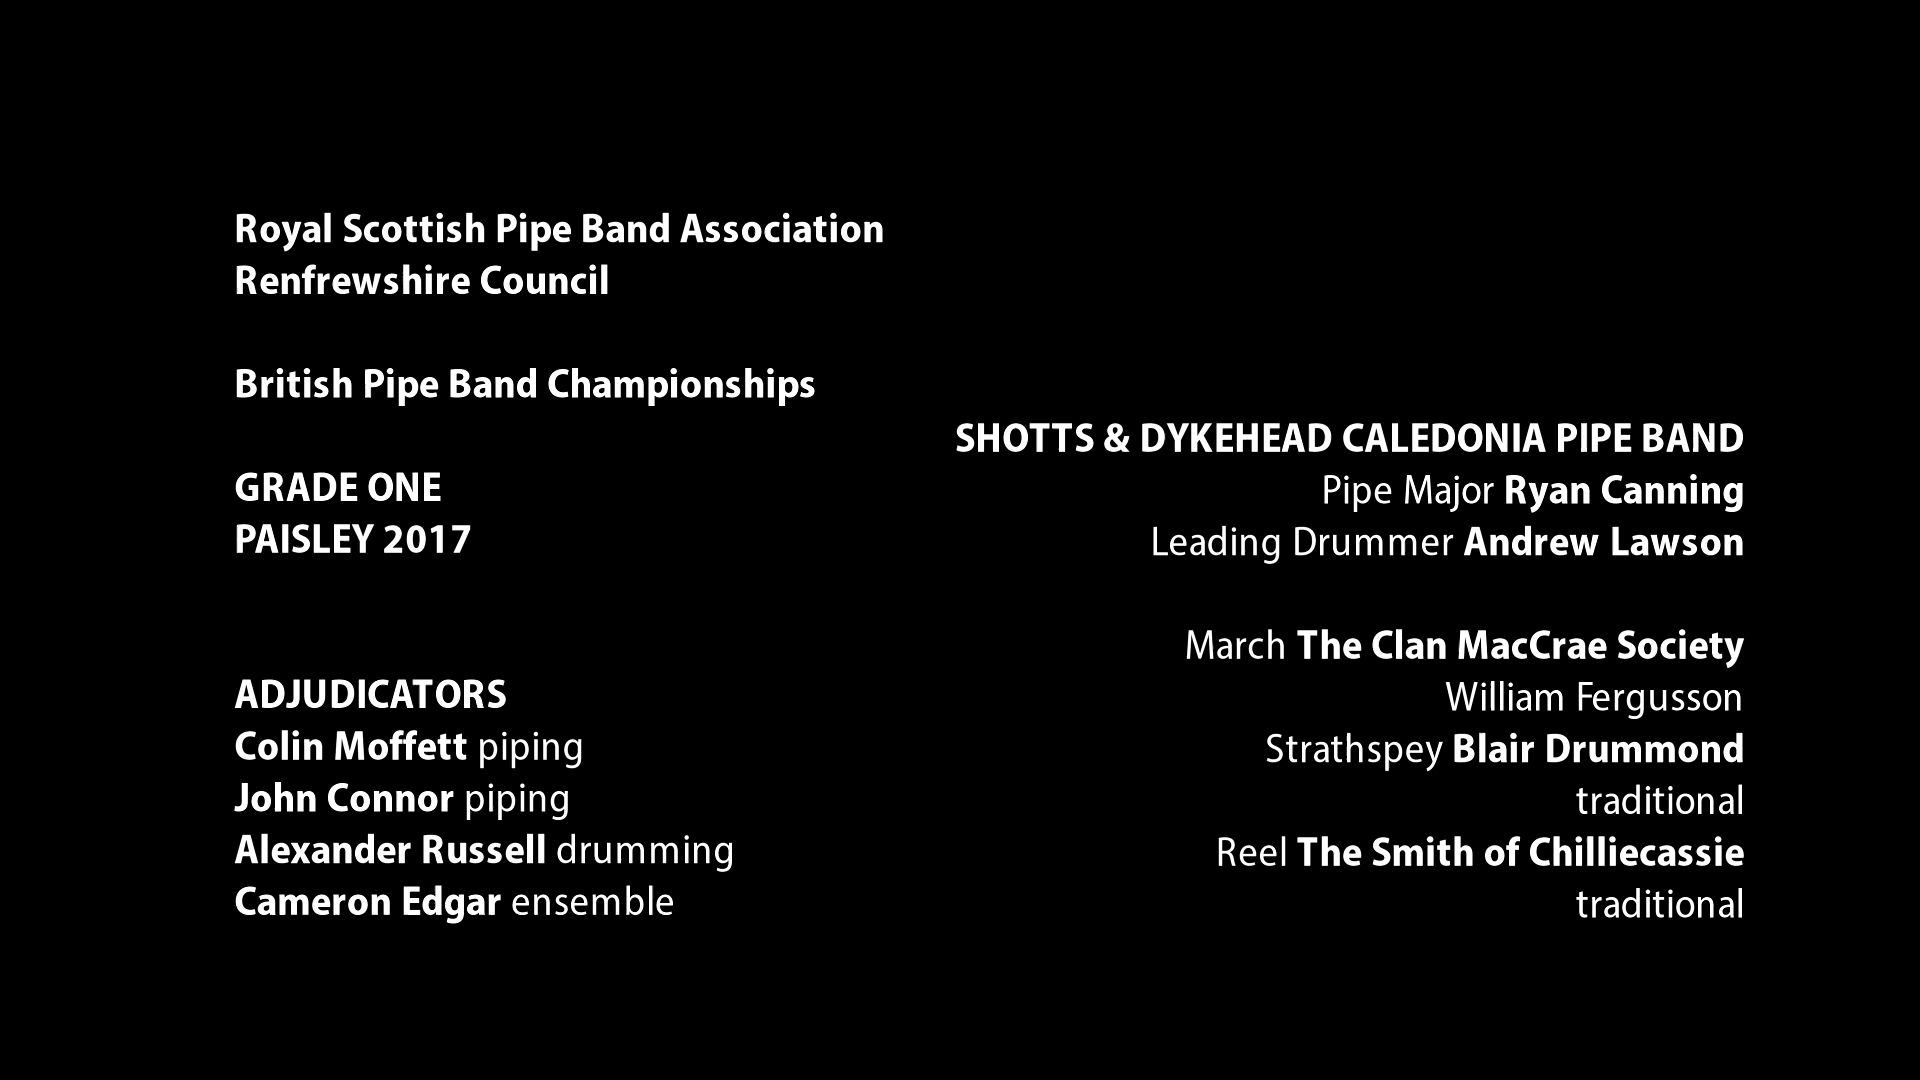 Royal Scottish Pipe Band Association
Renfrewshire Council
British Pipe Band Championships
GRADE ONE
PAISLEY 2017
ADJUDICATORS
Colin Moffett piping
John Connor piping
Alexander Russell drumming
Cameron Edgar ensemble
SHOTTS & DYKEHEAD CALEDONIA PIPE BAND
Pipe Major Ryan Canning
Leading Drummer Andrew Lawson
March The Clan MacCrae Society
William Fergusson
Strathspey Blair Drummond
traditional
Reel The Smith of Chilliecassie
traditional